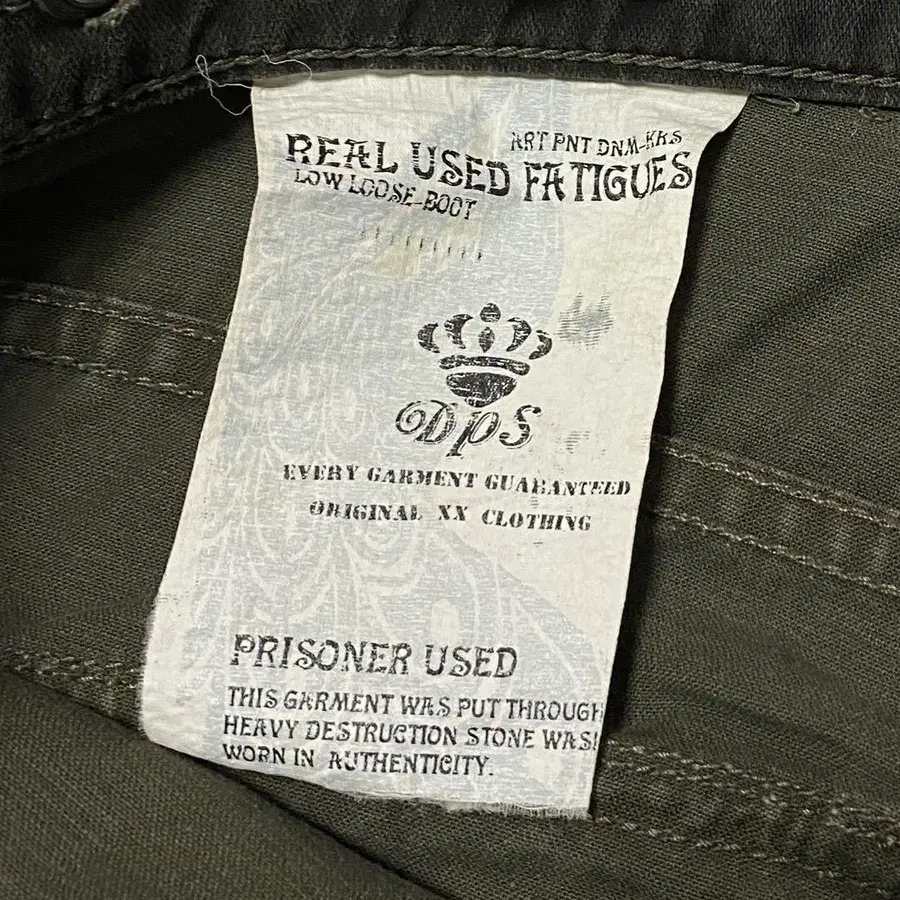 ART PNT DNM-KKS
REAL USED FATIGUES
LOW LOOSE-BOOT
Dps
EVERY GARMENT GUARANTEED
ORIGINAL XX CLOTHING
PRISONER USED
THIS GARMENT WAS PUT THROUGH
HEAVY DESTRUCTION STONE WAS
WORN IN AUTHENTICITY.